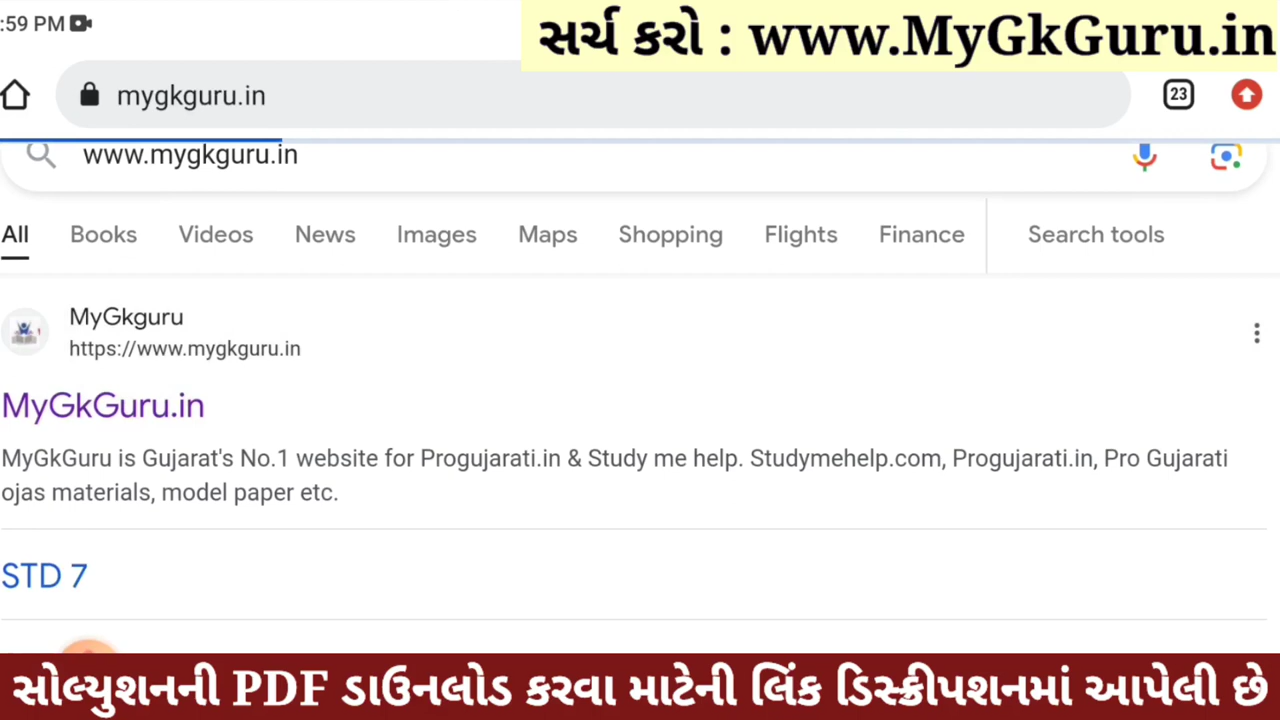 :59 PM
સર્ચ કરો : www.MyGkGuru.in
mygkguru.in
23
www.mygkguru.in
All Books Videos News Images Maps Shopping Flights Finance Search tools
MyGkguru
https://www.mygkguru.in
MyGkGuru.in
MyGkGuru is Gujarat's No.1 website for Progujarati.in & Study me help. Studymehelp.com, Progujarati.in, Pro Gujarati
ojas materials, model paper etc.
STD 7
સોલ્યુશનની PDF ડાઉનલોડ કરવા માટેની લિંક ડિસ્ક્રીપશનમાં આપેલી છે